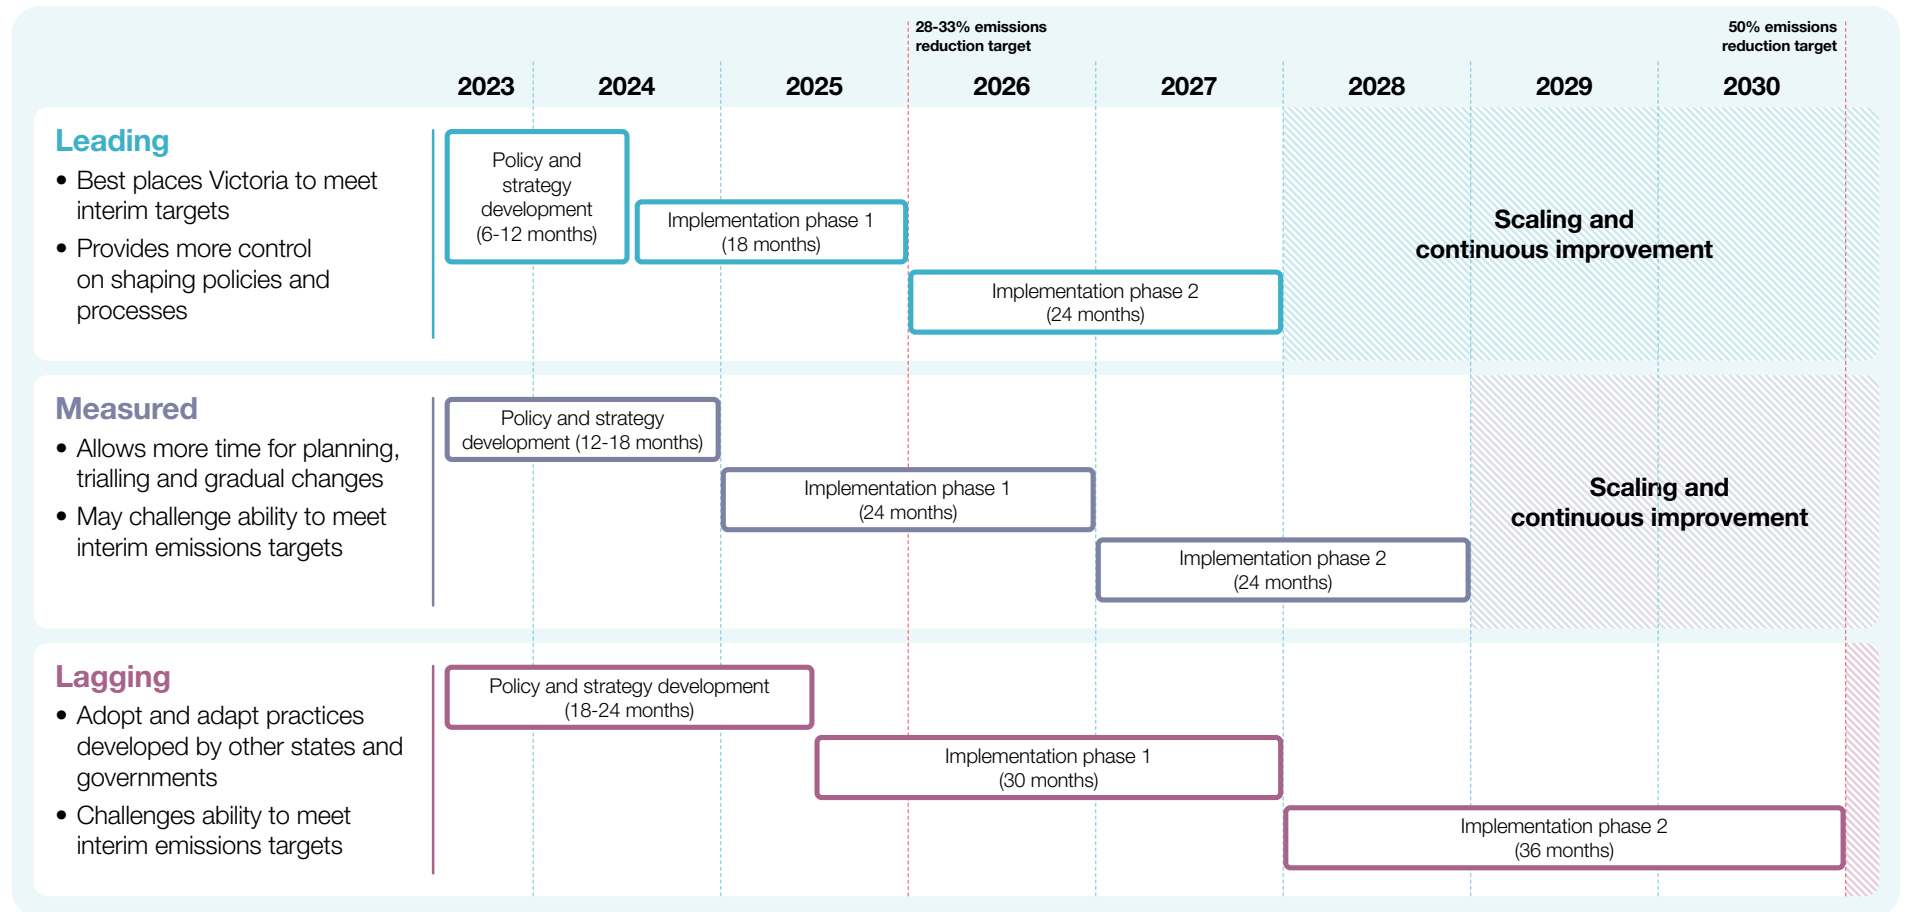 28-33% emissions
reduction target
50% emissions
reduction target
2023
2024
2025
2026
2027
2028
2029
2030
Leading
• Best places Victoria to meet
interim targets
• Provides more control
on shaping policies and
processes
Policy and
strategy
development
(6-12 months)
Implementation phase 1
(18 months)
Implementation phase 2
(24 months)
Scaling and
continuous improvement
Measured
• Allows more time for planning,
trialling and gradual changes
• May challenge ability to meet
interim emissions targets
Policy and strategy
development (12-18 months)
Implementation phase 1
(24 months)
Implementation phase 2
(24 months)
Scaling and
continuous improvement
Lagging
• Adopt and adapt practices
developed by other states and
governments
• Challenges ability to meet
interim emissions targets
Policy and strategy development
(18-24 months)
Implementation phase 1
(30 months)
Implementation phase 2
(36 months)